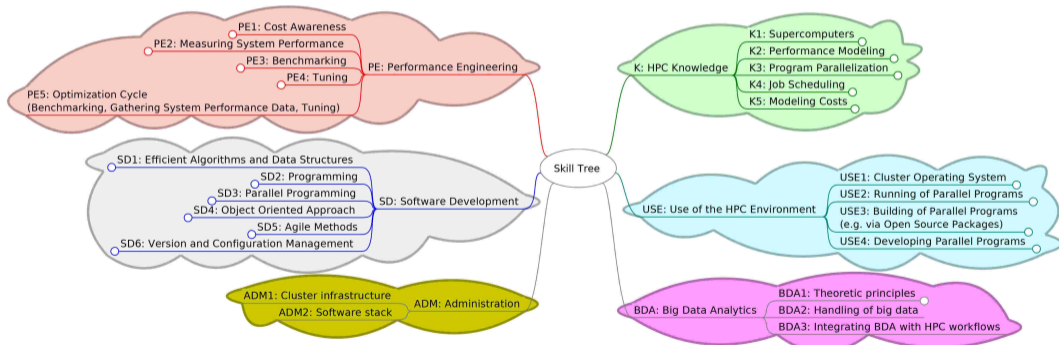 PE1: Cost Awareness
PE2: Measuring System Performance
PE3: Benchmarking
PE4: Tuning
PE5: Optimization Cycle
(Benchmarking, Gathering System Performance Data, Tuning)
PE: Performance Engineering
SD1: Efficient Algorithms and Data Structures
SD2: Programming
SD3: Parallel Programming
SD4: Object Oriented Approach
SD5: Agile Methods
SD6: Version and Configuration Management
SD: Software Development
ADM1: Cluster infrastructure
ADM2: Software stack
ADM: Administration
Skill Tree
K: HPC Knowledge
K1: Supercomputers
K2: Performance Modeling
K3: Program Parallelization
K4: Job Scheduling
K5: Modeling Costs
USE: Use of the HPC Environment
USE1: Cluster Operating System
USE2: Running of Parallel Programs
USE3: Building of Parallel Programs
(e.g. via Open Source Packages)
USE4: Developing Parallel Programs
BDA: Big Data Analytics
BDA1: Theoretic principles
BDA2: Handling of big data
BDA3: Integrating BDA with HPC workflows